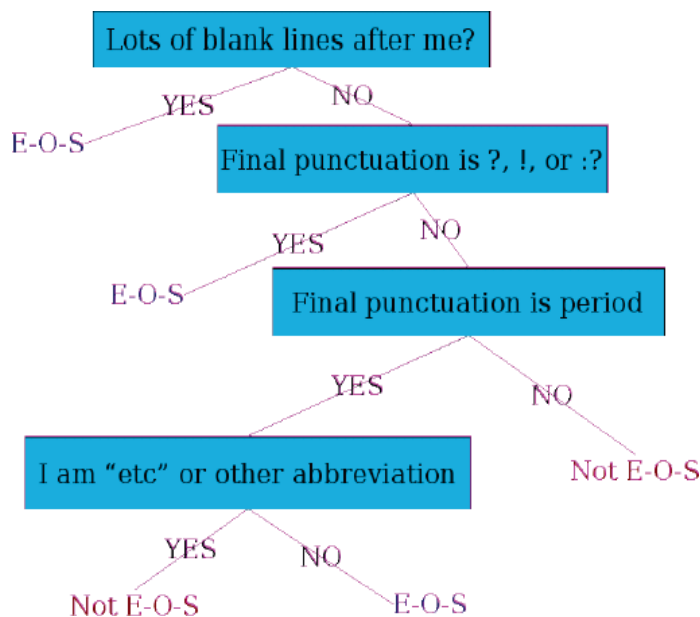 Lots of blank lines after me?
YES
NO
E-O-S
Final punctuation is ?, !, or :?
YES
NO
E-O-S
Final punctuation is period
YES
NO
I am “etc” or other abbreviation
Not E-O-S
YES
NO
Not E-O-S
E-O-S